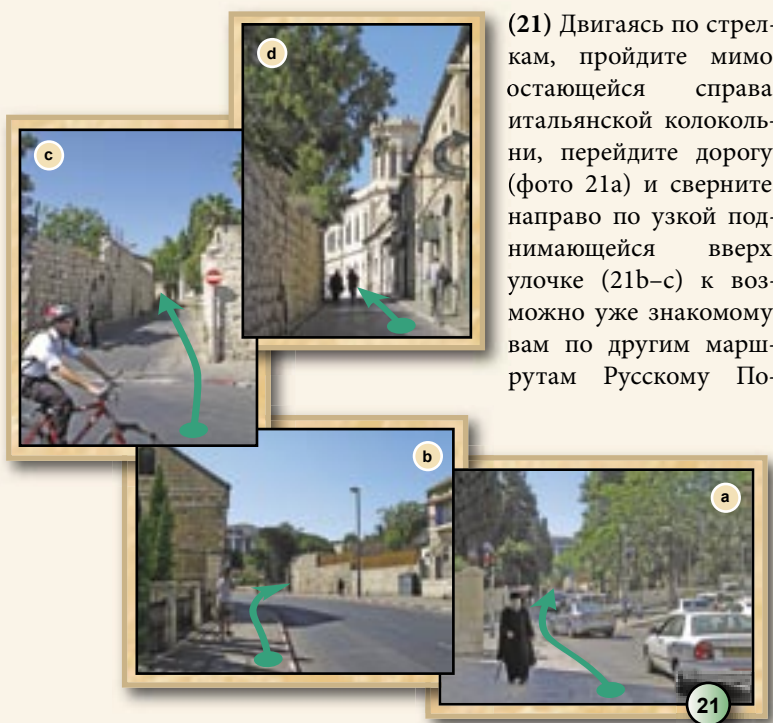 (21) Двигаясь по стрел-
кам, пройдите мимо
остающейся справа
итальянской колоколь-
ни, перейдите дорогу
(фото 21a) и сверните
направо по узкой под-
нимающейся вверх
улочке (21b–c) к воз-
можно уже знакомому
вам по другим марш-
рутам Русскому По-
d
c
b
a
21